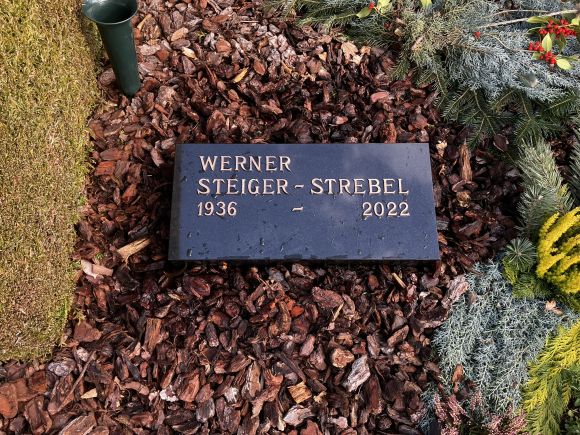 WERNER
STEIGER ~ STREBEL
1936 ~ 2022